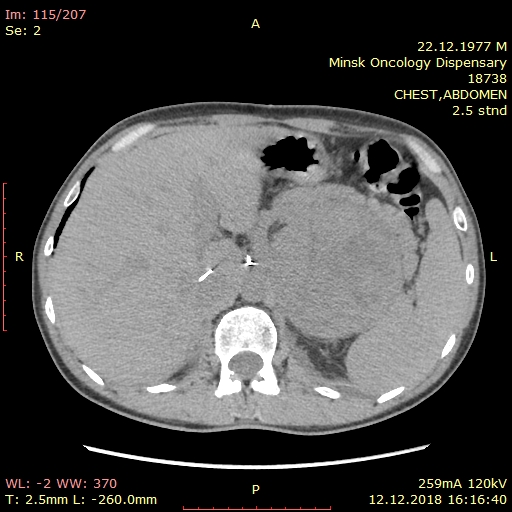 Im: 115/207
Se: 2
A
22.12.1977 M
Minsk Oncology Dispensary
18738
CHEST,ABDOMEN
2.5 stnd
R
L
WL: -2 WW: 370
T: 2.5mm L: -260.0mm
P
259mA 120kV
12.12.2018 16:16:40